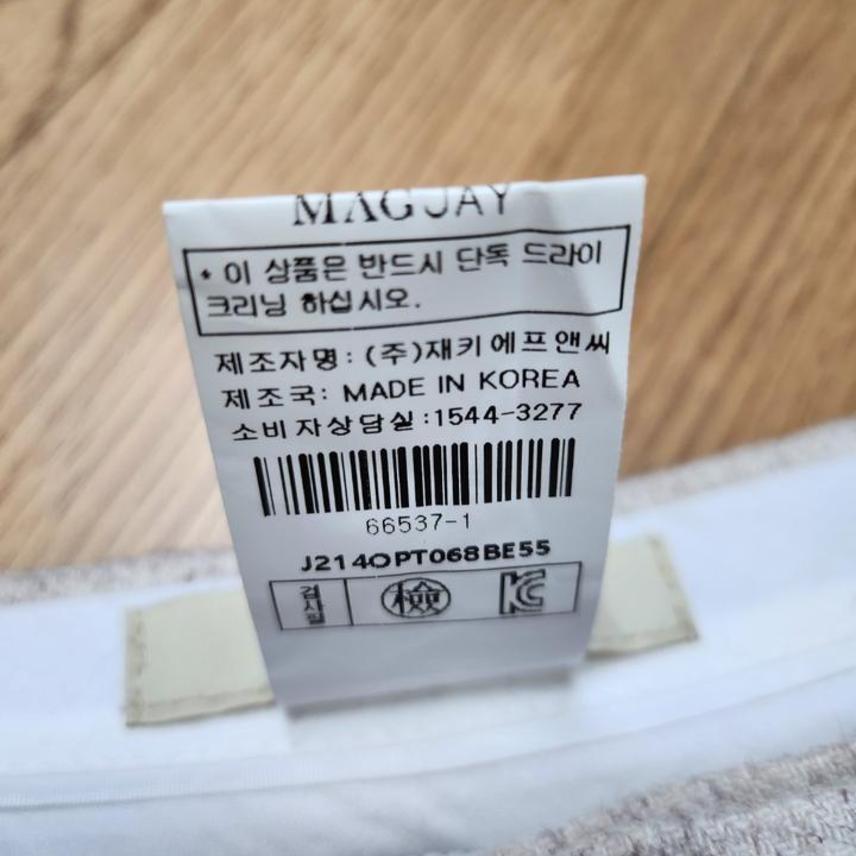 MAGJAY
* 이 상품은 반드시 단독 드라이
크리닝 하십시오.
제조자명: (주)재키에프앤씨
제조국: MADE IN KOREA
소비자상담실:1544-3277
66537-1
J214OPT068BE55
검사필 檢 KC